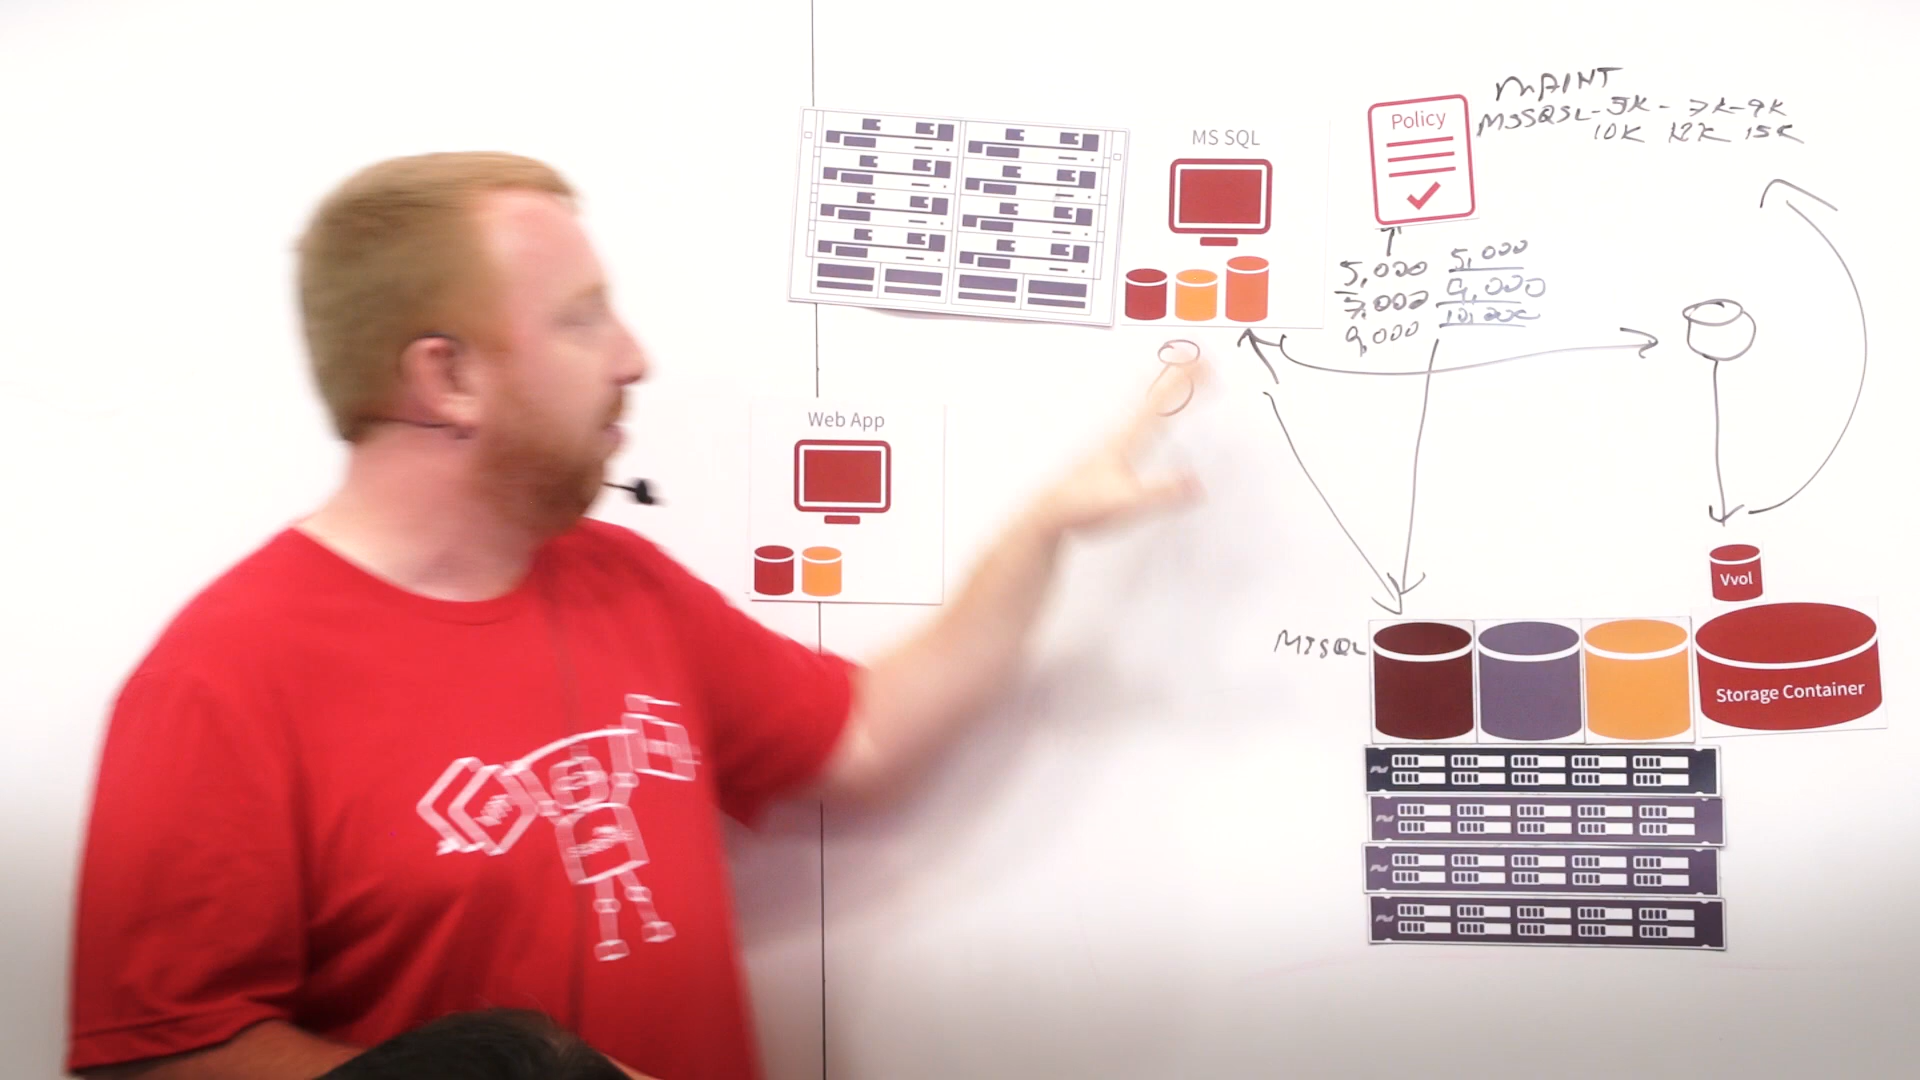 MAINT
MSSQSL - 5K - 7K - 9K
10K 12K 15K
Policy
MS SQL
5,000 5,000
7,000 9,000
9,000
Web App
Vvol
MSSQL
Storage Container